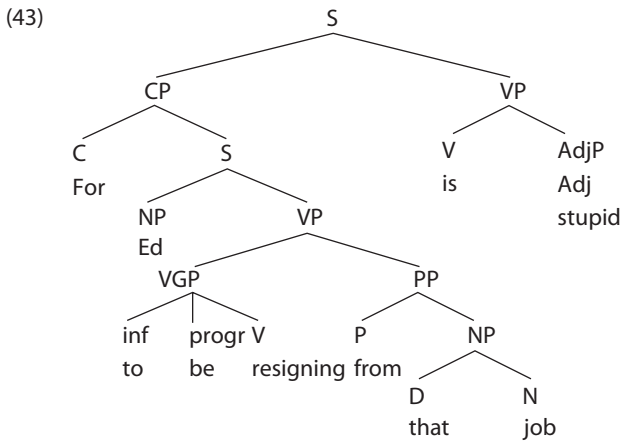 (43) S
CP VP
C S V AdjP
For is Adj
NP VP stupid
Ed
VGP PP
inf progr V P NP
to be resigning from
D N
that job